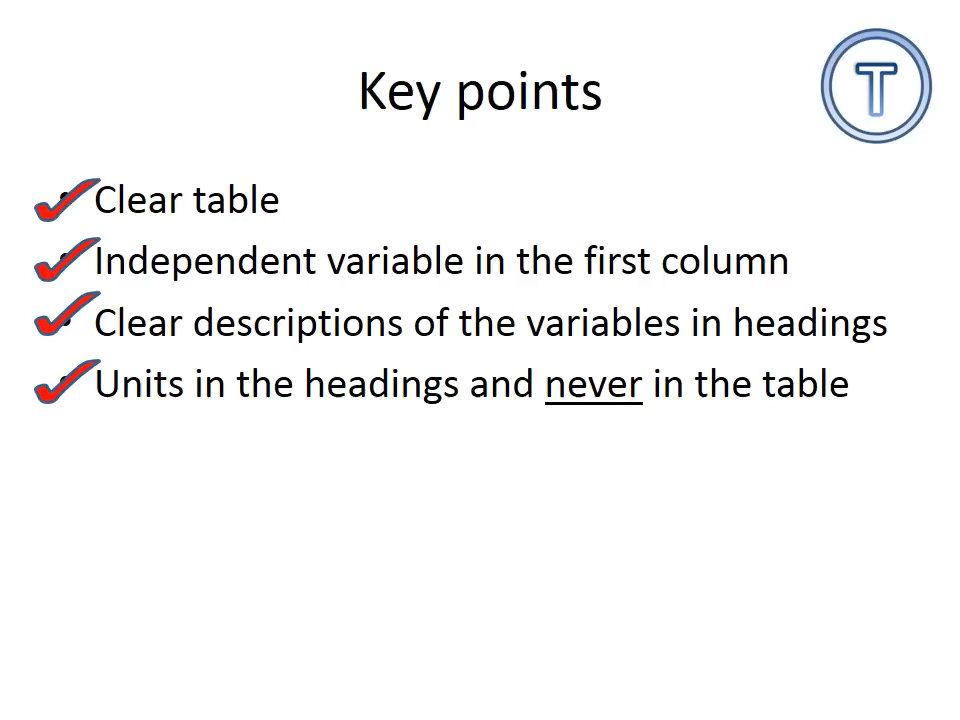 Key points
T
Clear table
Independent variable in the first column
Clear descriptions of the variables in headings
Units in the headings and never in the table